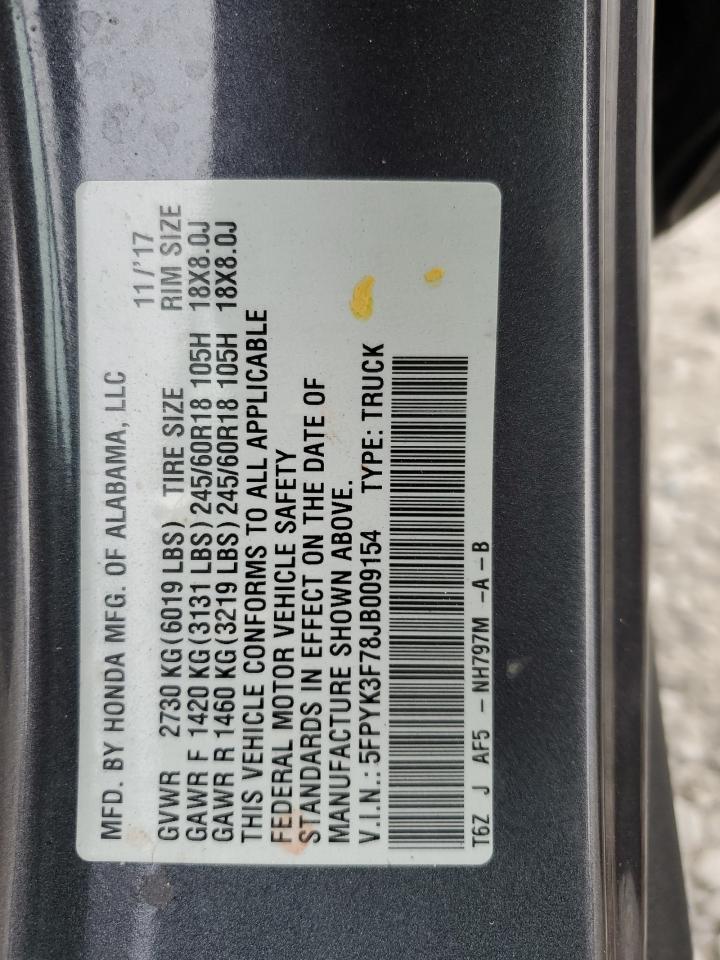 MFD. BY HONDA MFG. OF ALABAMA, LLC 11/'17
GVWR 2730 KG(6019 LBS) TIRE SIZE RIM SIZE
GAWR F 1420 KG(3131 LBS)245/60R18 105H 18X8.0J
GAWR R 1460 KG(3219 LBS)245/60R18 105H 18X8.0J
THIS VEHICLE CONFORMS TO ALL APPLICABLE
FEDERAL MOTOR VEHICLE SAFETY
STANDARDS IN EFFECT ON THE DATE OF
MANUFACTURE SHOWN ABOVE.
V.I.N.:5FPYK3F78JB009154 TYPE: TRUCK
T6Z J AF5 -NH797M -A-B